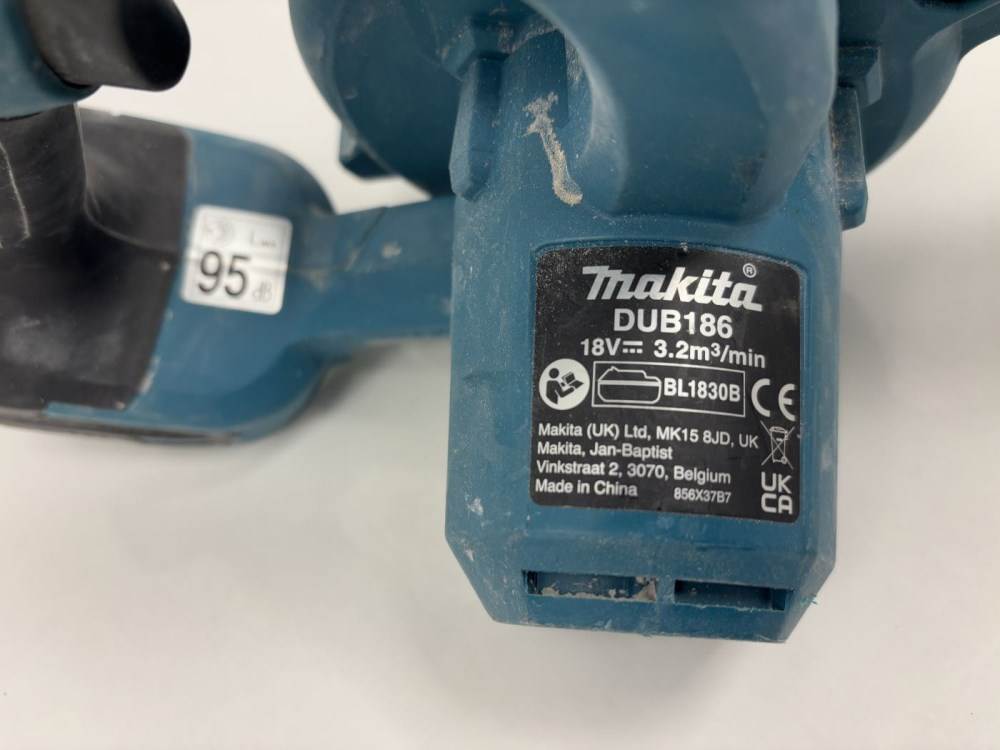 95 dB
makita®
DUB186
18V⎓ 3.2m³/min
BL1830B
CE
Makita (UK) Ltd, MK15 8JD, UK
Makita, Jan-Baptist
Vinkstraat 2, 3070, Belgium
Made in China 856X37B7
UK
CA